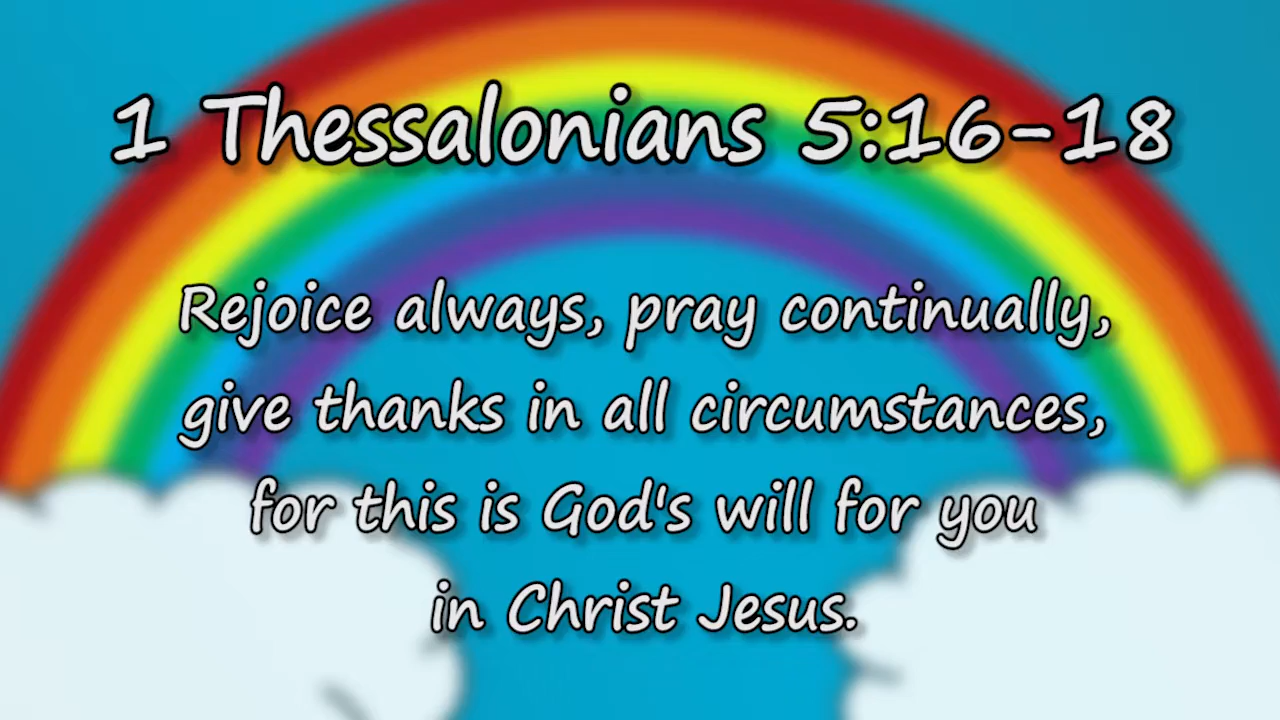 1 Thessalonians 5:16-18
Rejoice always, pray continually,
give thanks in all circumstances,
for this is God's will for you
in Christ Jesus.